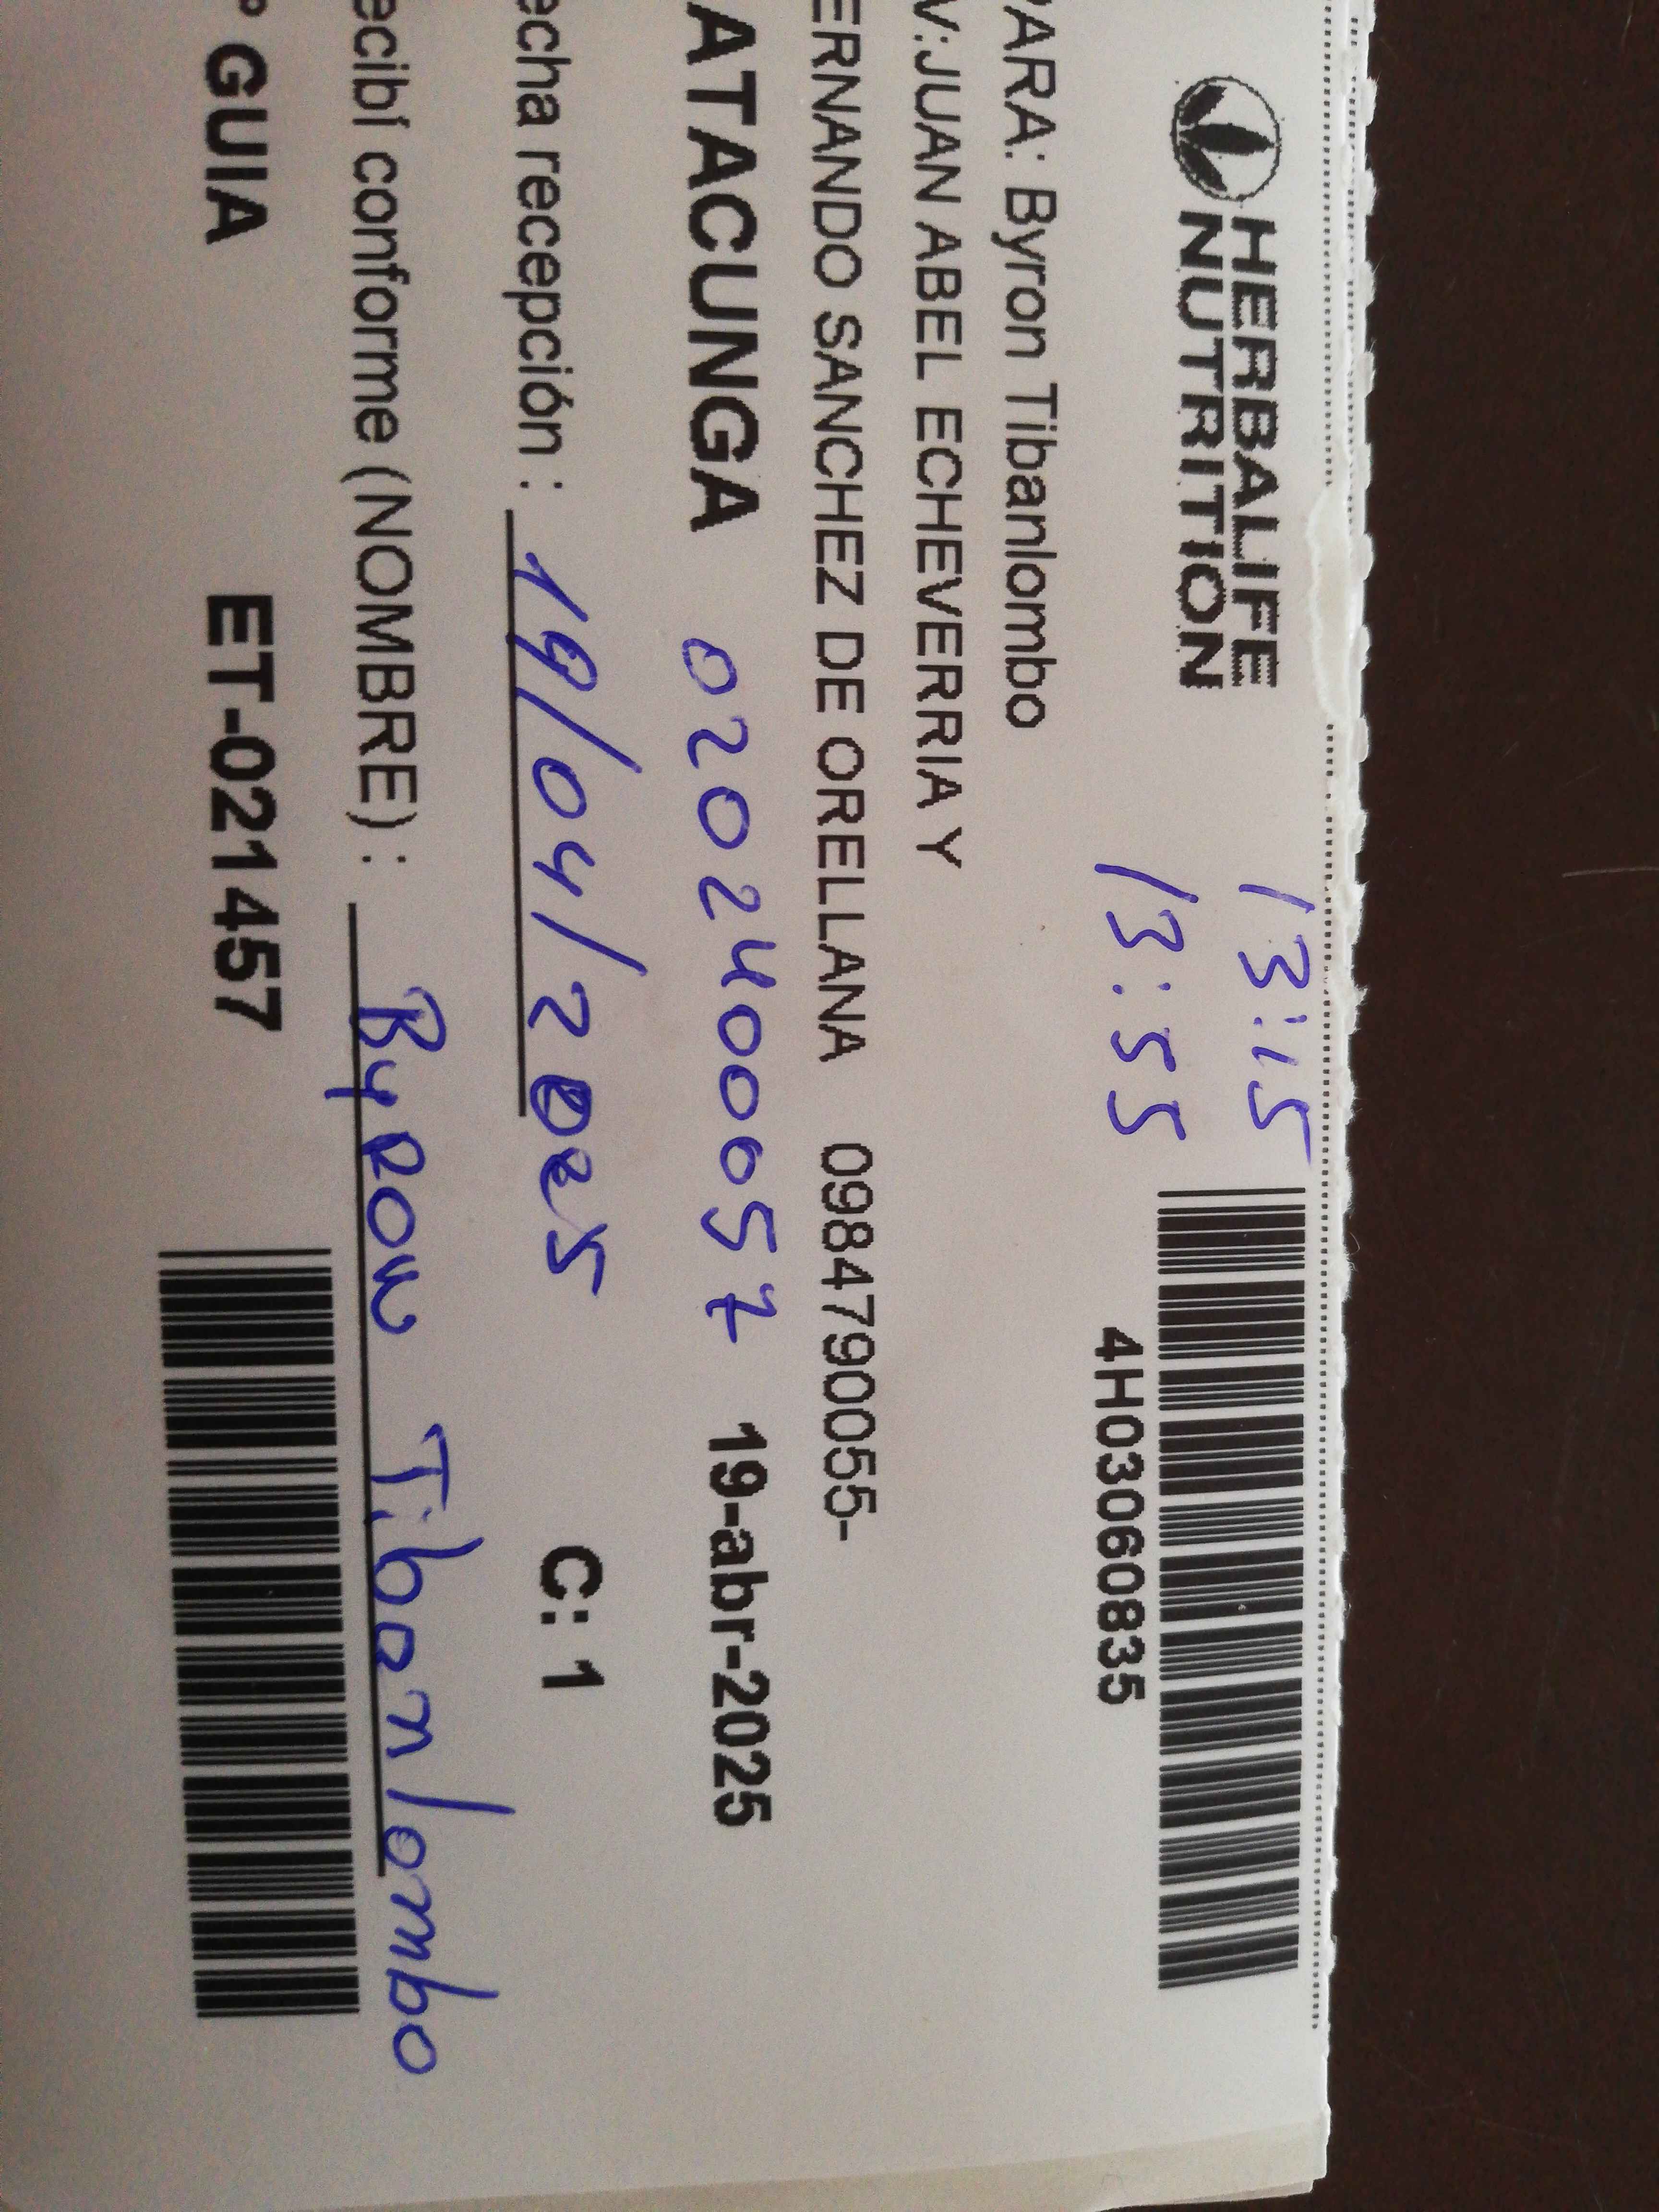 HERBALIFE
NUTRITION
13:15
13:55
4H03060835
PARA: Byron Tibanlombo
V:JUAN ABEL ECHEVERRIA Y
ERNANDO SANCHEZ DE ORELLANA 0984790055-
ATACUNGA 0202400057 19-abr-2025
echa recepción : 19/04/2025 C: 1
ecibí conforme (NOMBRE) : Byron Tibanlombo
° GUIA ET-021457